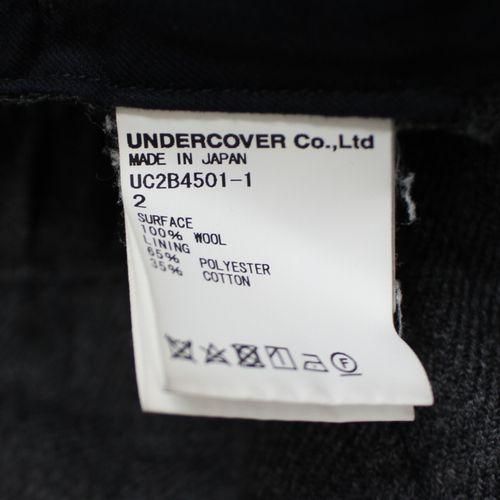 UNDERCOVER Co.,Ltd
MADE IN JAPAN
UC2B4501-1
2
SURFACE
100% WOOL
LINING
65% POLYESTER
35% COTTON
F